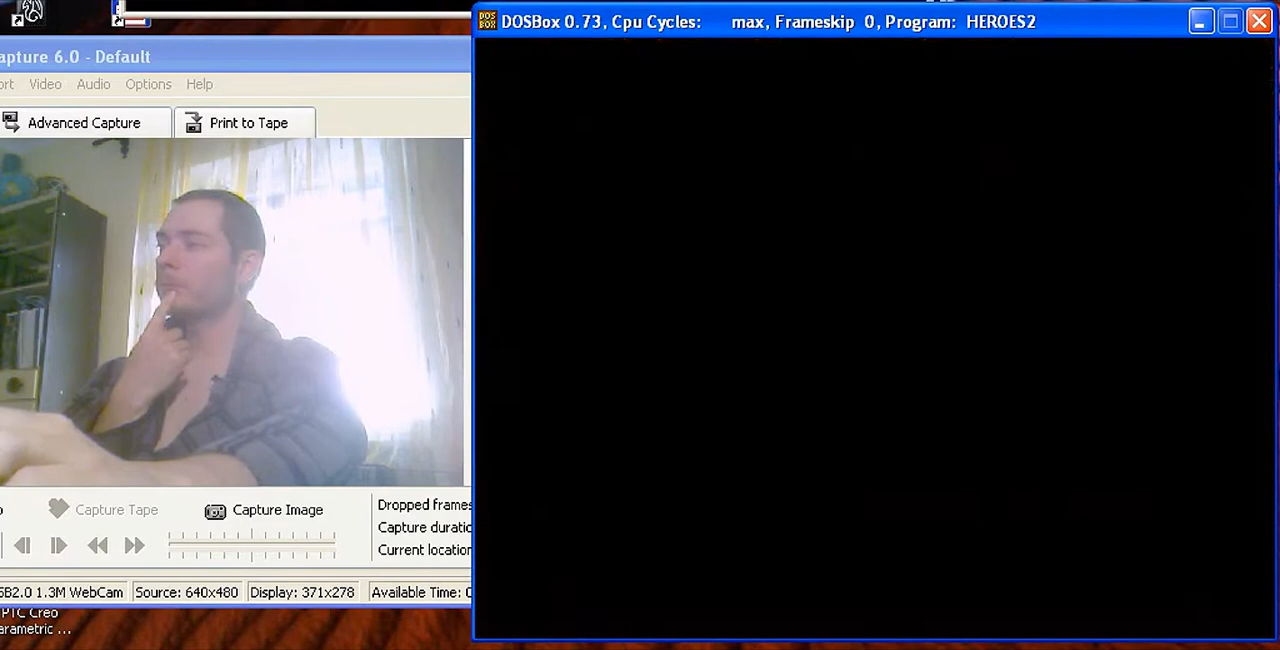 DOSBox 0.73, Cpu Cycles: max, Frameskip 0, Program: HEROES2
apture 6.0 - Default
ort Video Audio Options Help
Advanced Capture Print to Tape
o Capture Tape Capture Image
Dropped frames
Capture duratio
Current location
SB2.0 1.3M WebCam Source: 640x480 Display: 371x278 Available Time: 0
PTC Creo
arametric ...